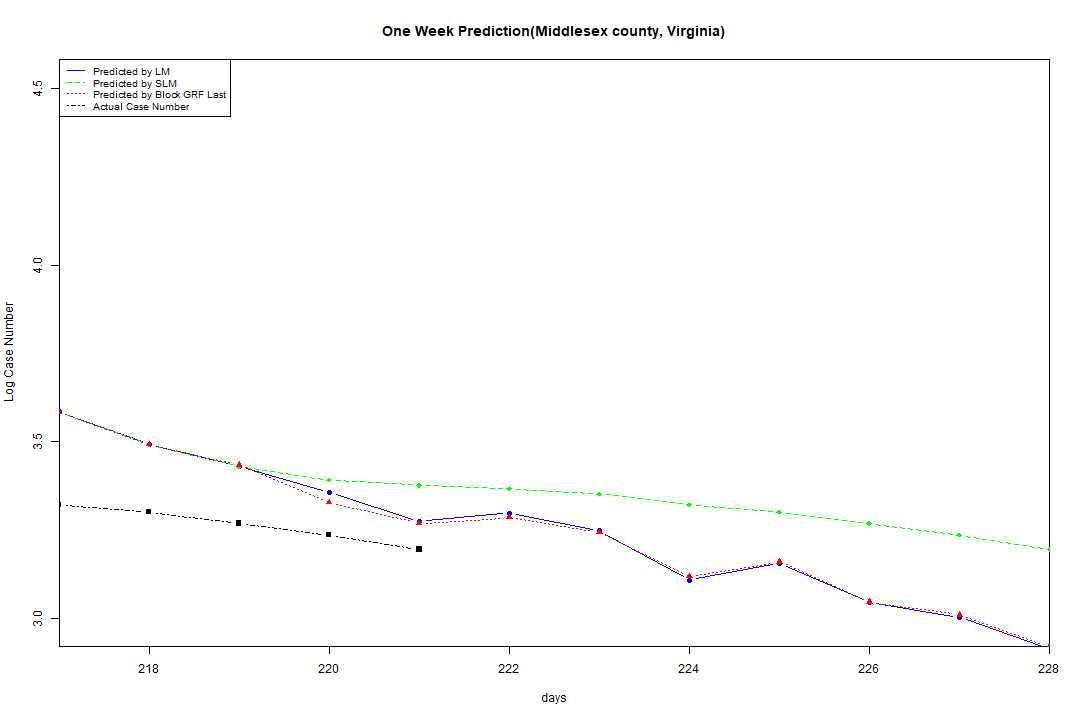 One Week Prediction(Middlesex county, Virginia)
Predicted by LM
Predicted by SLM
Predicted by Block GRF Last
Actual Case Number
4.5
4.0
3.5
3.0
Log Case Number
218 220 222 224 226 228
days